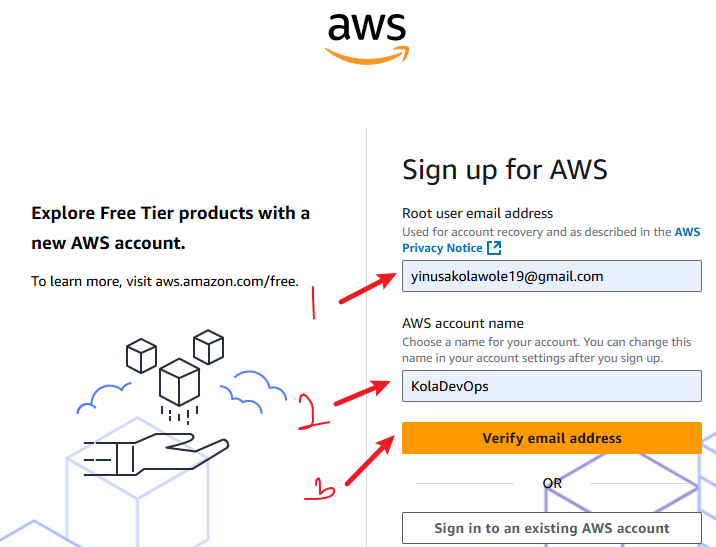 aws
Explore Free Tier products with a
new AWS account.
To learn more, visit aws.amazon.com/free.
Sign up for AWS
Root user email address
Used for account recovery and as described in the AWS
Privacy Notice
1
yinusakolawole19@gmail.com
AWS account name
Choose a name for your account. You can change this
name in your account settings after you sign up.
2
KolaDevOps
3
Verify email address
OR
Sign in to an existing AWS account